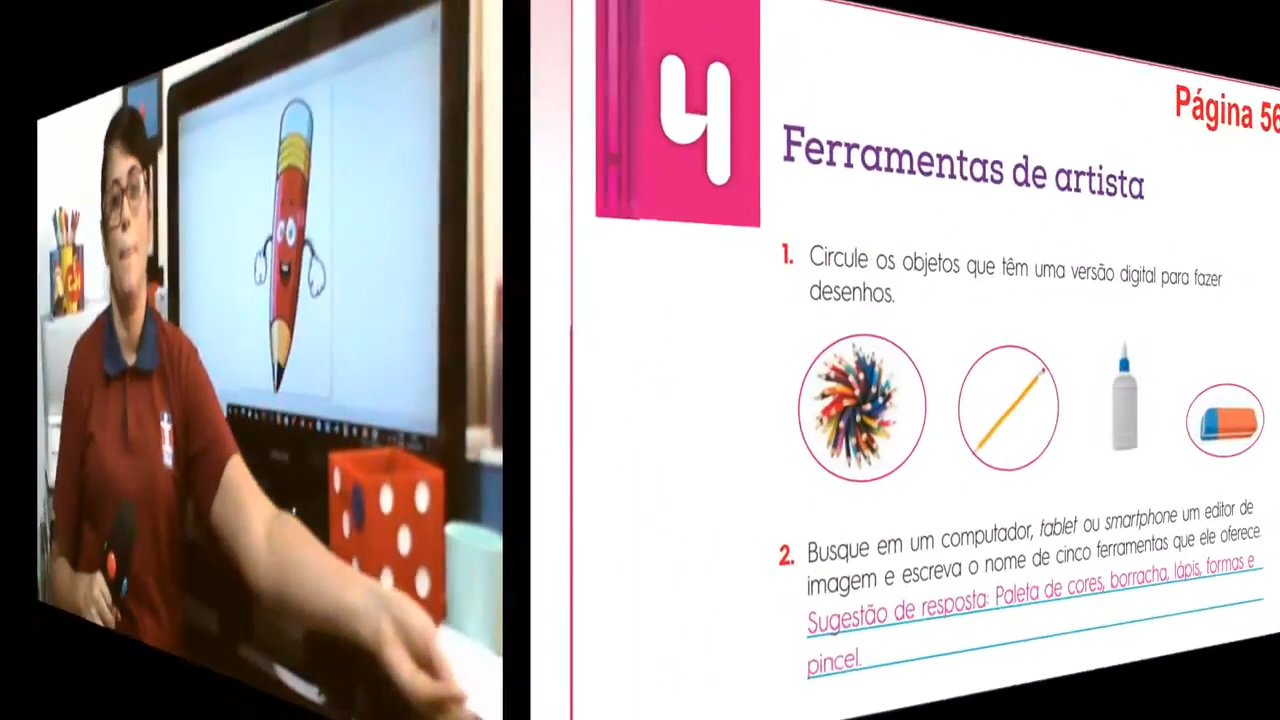 4
Página 56
Ferramentas de artista
1. Circule os objetos que têm uma versão digital para fazer
desenhos.
2. Busque em um computador, tablet ou smartphone um editor de
imagem e escreva o nome de cinco ferramentas que ele oferece.
Sugestão de resposta: Paleta de cores, borracha, lápis, formas e
pincel.